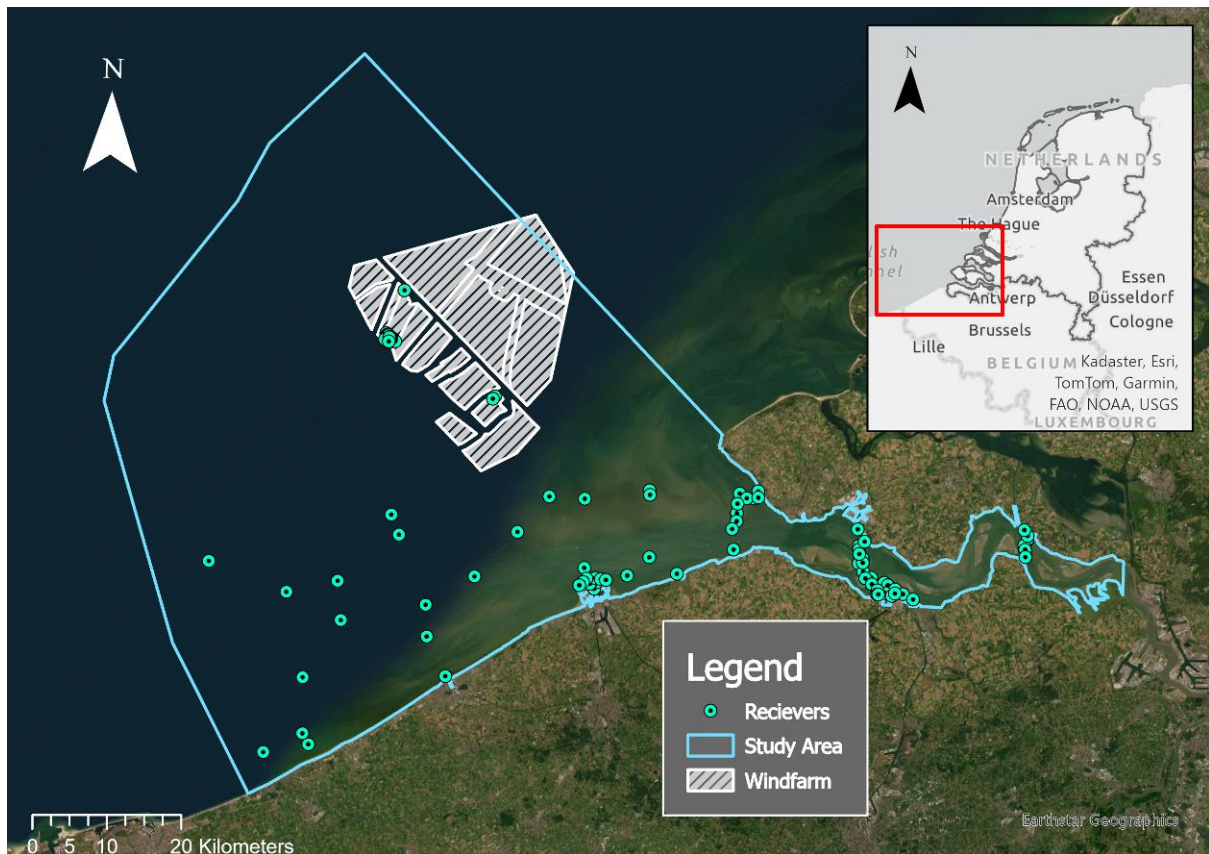 N
N
NETHERLANDS
Amsterdam
The Hague
Essen
Antwerp
Düsseldorf
Cologne
Brussels
Lille
BELGIUM
Kadaster, Esri,
TomTom, Garmin,
FAO, NOAA, USGS
LUXEMBOURG
Legend
Recievers
Study Area
Windfarm
Earthstar Geographics
0 5 10 20 Kilometers